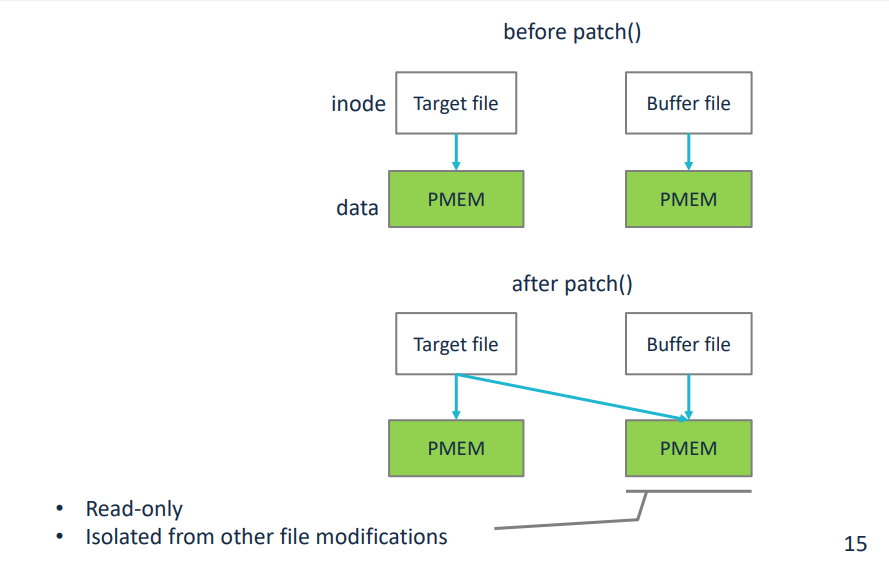 before patch()
inode
Target file
Buffer file
data
PMEM
PMEM
after patch()
Target file
Buffer file
PMEM
PMEM
• Read-only
• Isolated from other file modifications
15